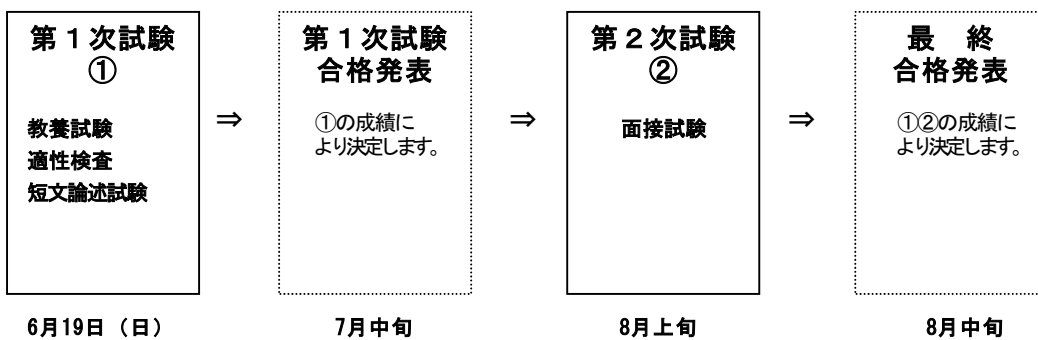 第１次試験
①
教養試験
適性検査
短文論述試験
6月19日（日）
⇒
第１次試験
合格発表
①の成績に
より決定します。
7月中旬
⇒
第２次試験
②
面接試験
8月上旬
⇒
最　終
合格発表
①②の成績に
より決定します。
8月中旬